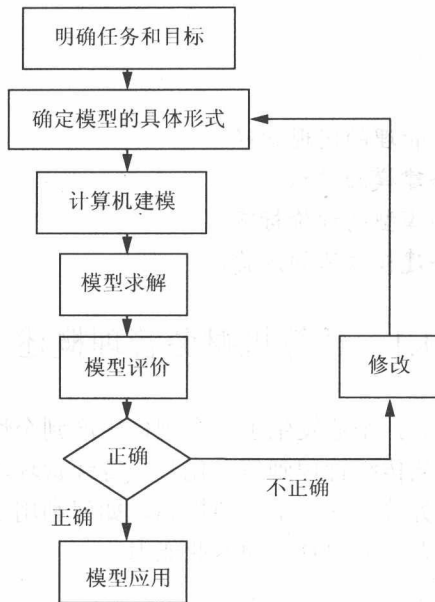 明确任务和目标
确定模型的具体形式
计算机建模
模型求解
模型评价
修改
正确
不正确
正确
模型应用